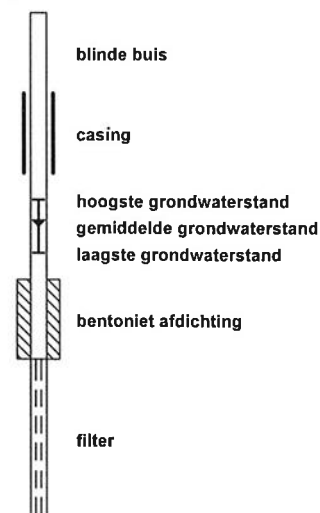 blinde buis
casing
hoogste grondwaterstand
gemiddelde grondwaterstand
laagste grondwaterstand
bentoniet afdichting
filter